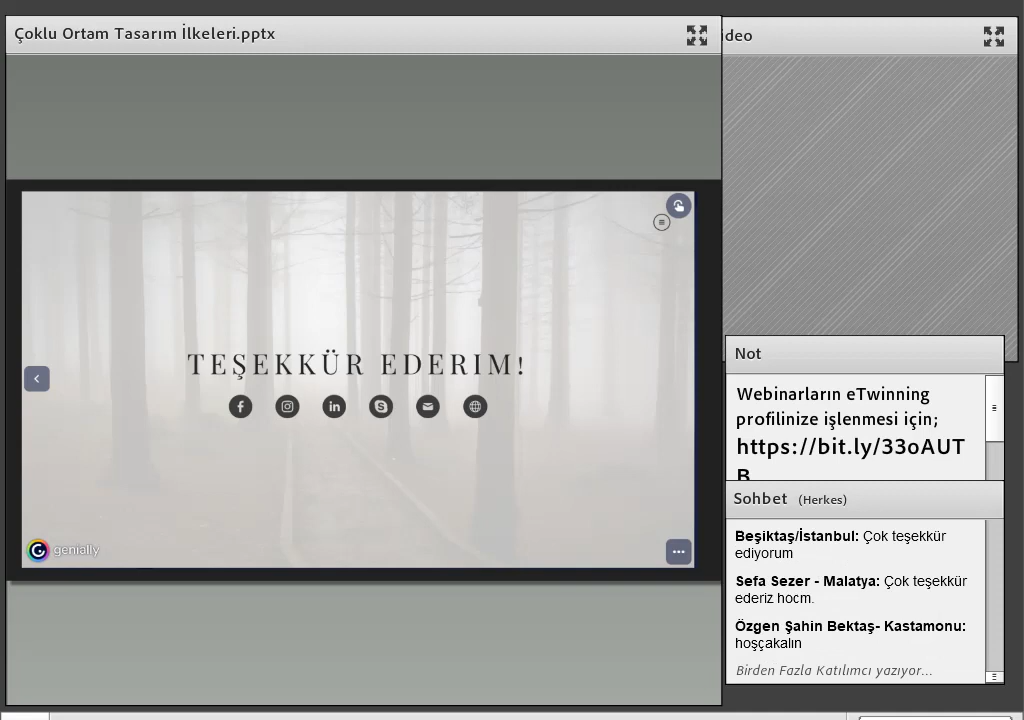 Çoklu Ortam Tasarım İlkeleri.pptx
ideo
TEŞEKKÜR EDERIM!
genially
Not
Webinarların eTwinning
profilinize işlenmesi için;
https://bit.ly/33oAUT
B
Sohbet (Herkes)
Beşiktaş/İstanbul: Çok teşekkür
ediyorum
Sefa Sezer - Malatya: Çok teşekkür
ederiz hocm.
Özgen Şahin Bektaş- Kastamonu:
hoşçakalın
Birden Fazla Katılımcı yazıyor...